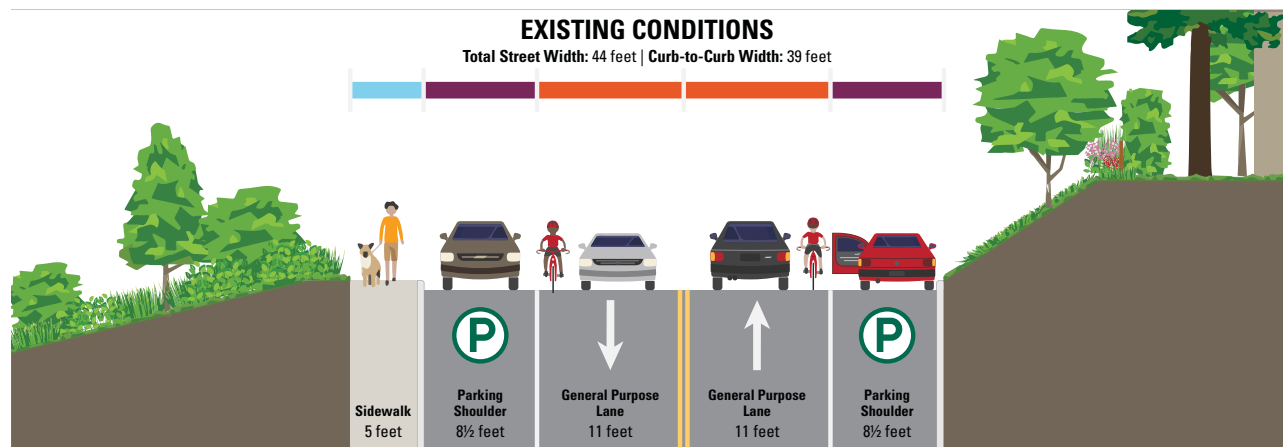 EXISTING CONDITIONS
Total Street Width: 44 feet | Curb-to-Curb Width: 39 feet
P
P
Sidewalk
5 feet
Parking
Shoulder
8½ feet
General Purpose
Lane
11 feet
General Purpose
Lane
11 feet
Parking
Shoulder
8½ feet